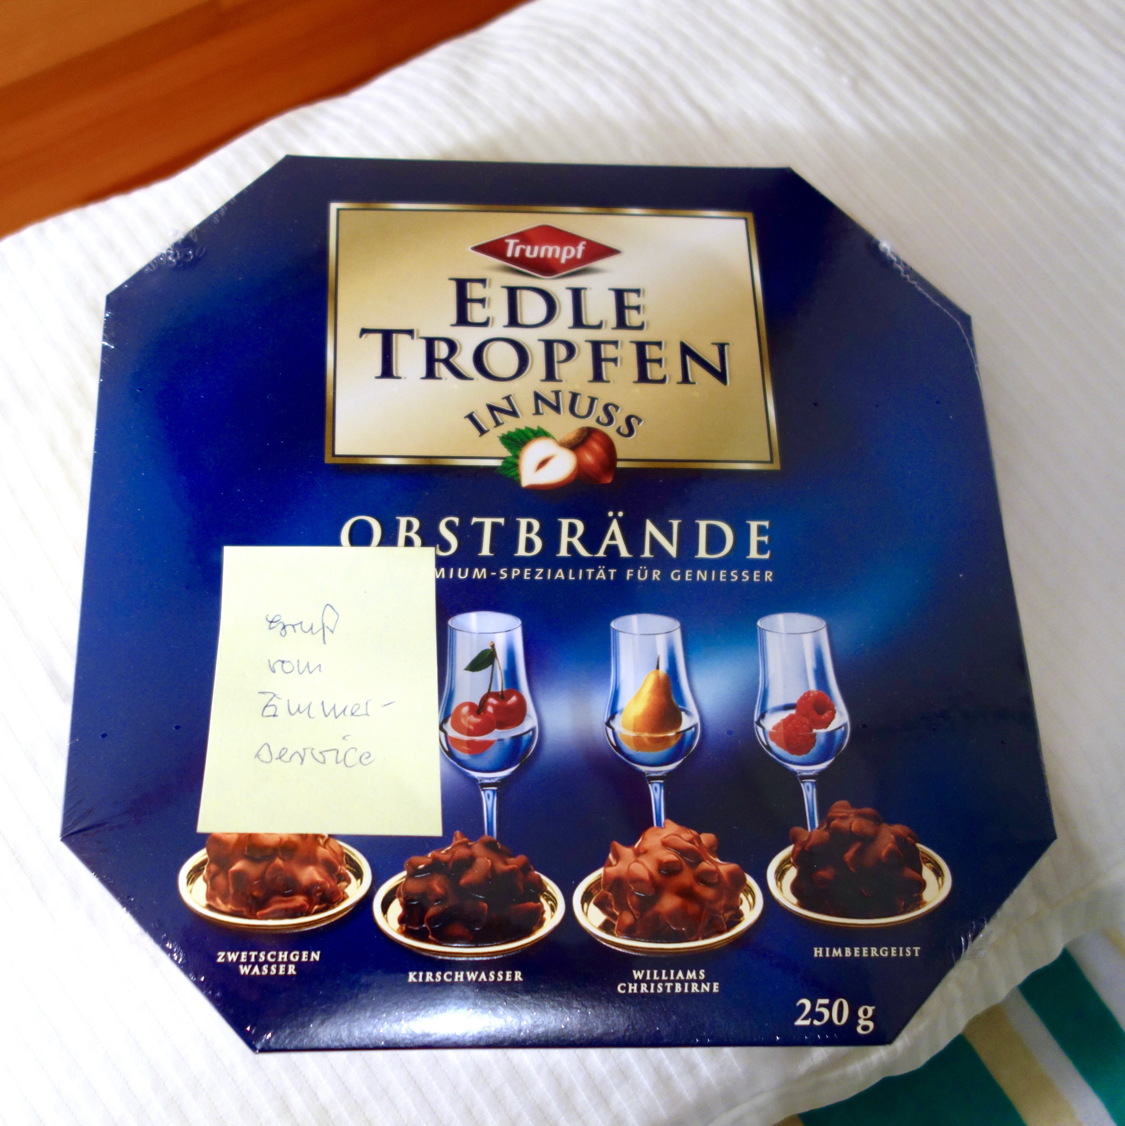 Trumpf
EDLE
TROPFEN
IN NUSS
OBSTBRÄNDE
MIUM-SPEZIALITÄT FÜR GENIESSER
Gruß
vom
Zimmer-
service
ZWETSCHGEN
WASSER
KIRSCHWASSER
WILLIAMS
CHRISTBIRNE
HIMBEERGEIST
250 g